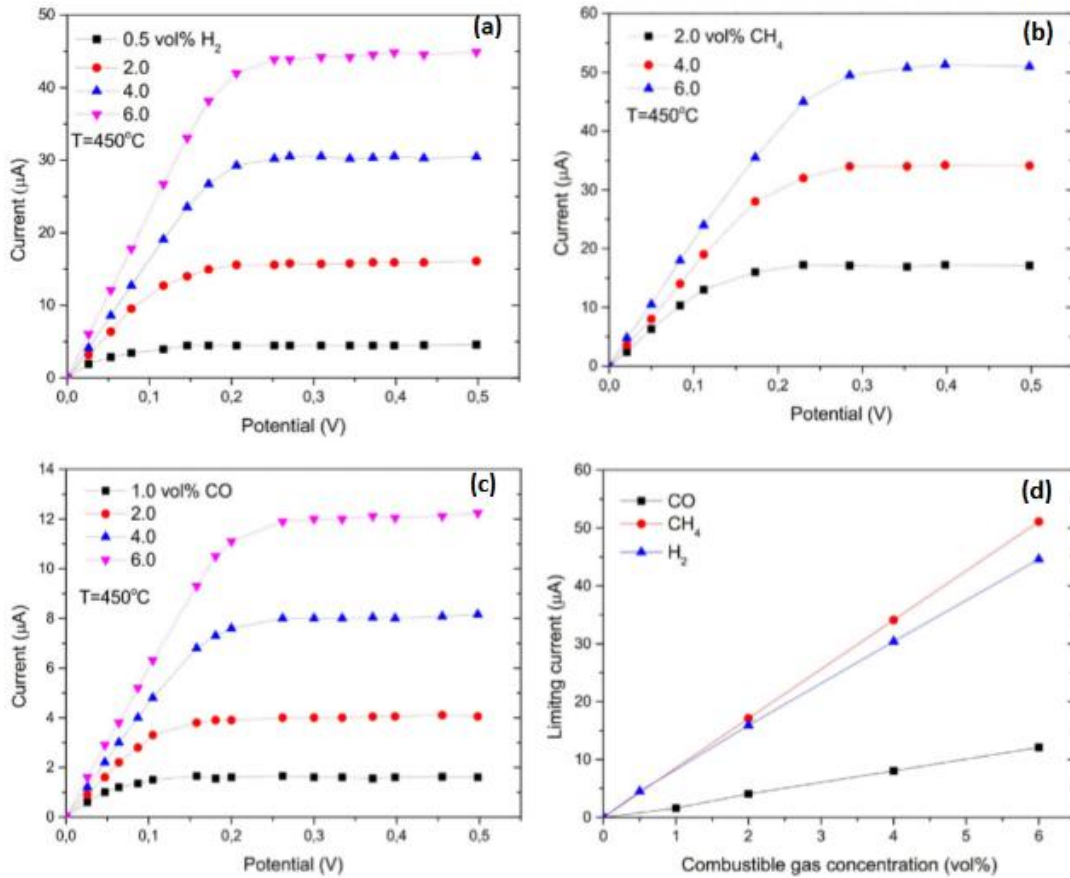 (a)
0.5 vol% H₂
2.0
4.0
6.0
T=450°C
Current (μA)
50
40
30
20
10
0
0,0 0,1 0,2 0,3 0,4 0,5
Potential (V)
(b)
2.0 vol% CH₄
4.0
6.0
T=450°C
Current (μA)
60
50
40
30
20
10
0
0,0 0,1 0,2 0,3 0,4 0,5
Potential (V)
(c)
1.0 vol% CO
2.0
4.0
6.0
T=450°C
Current (μA)
14
12
10
8
6
4
2
0
0,0 0,1 0,2 0,3 0,4 0,5
Potential (V)
(d)
CO
CH₄
H₂
Limitng current (μA)
60
50
40
30
20
10
0
0 1 2 3 4 5 6
Combustible gas concentration (vol%)